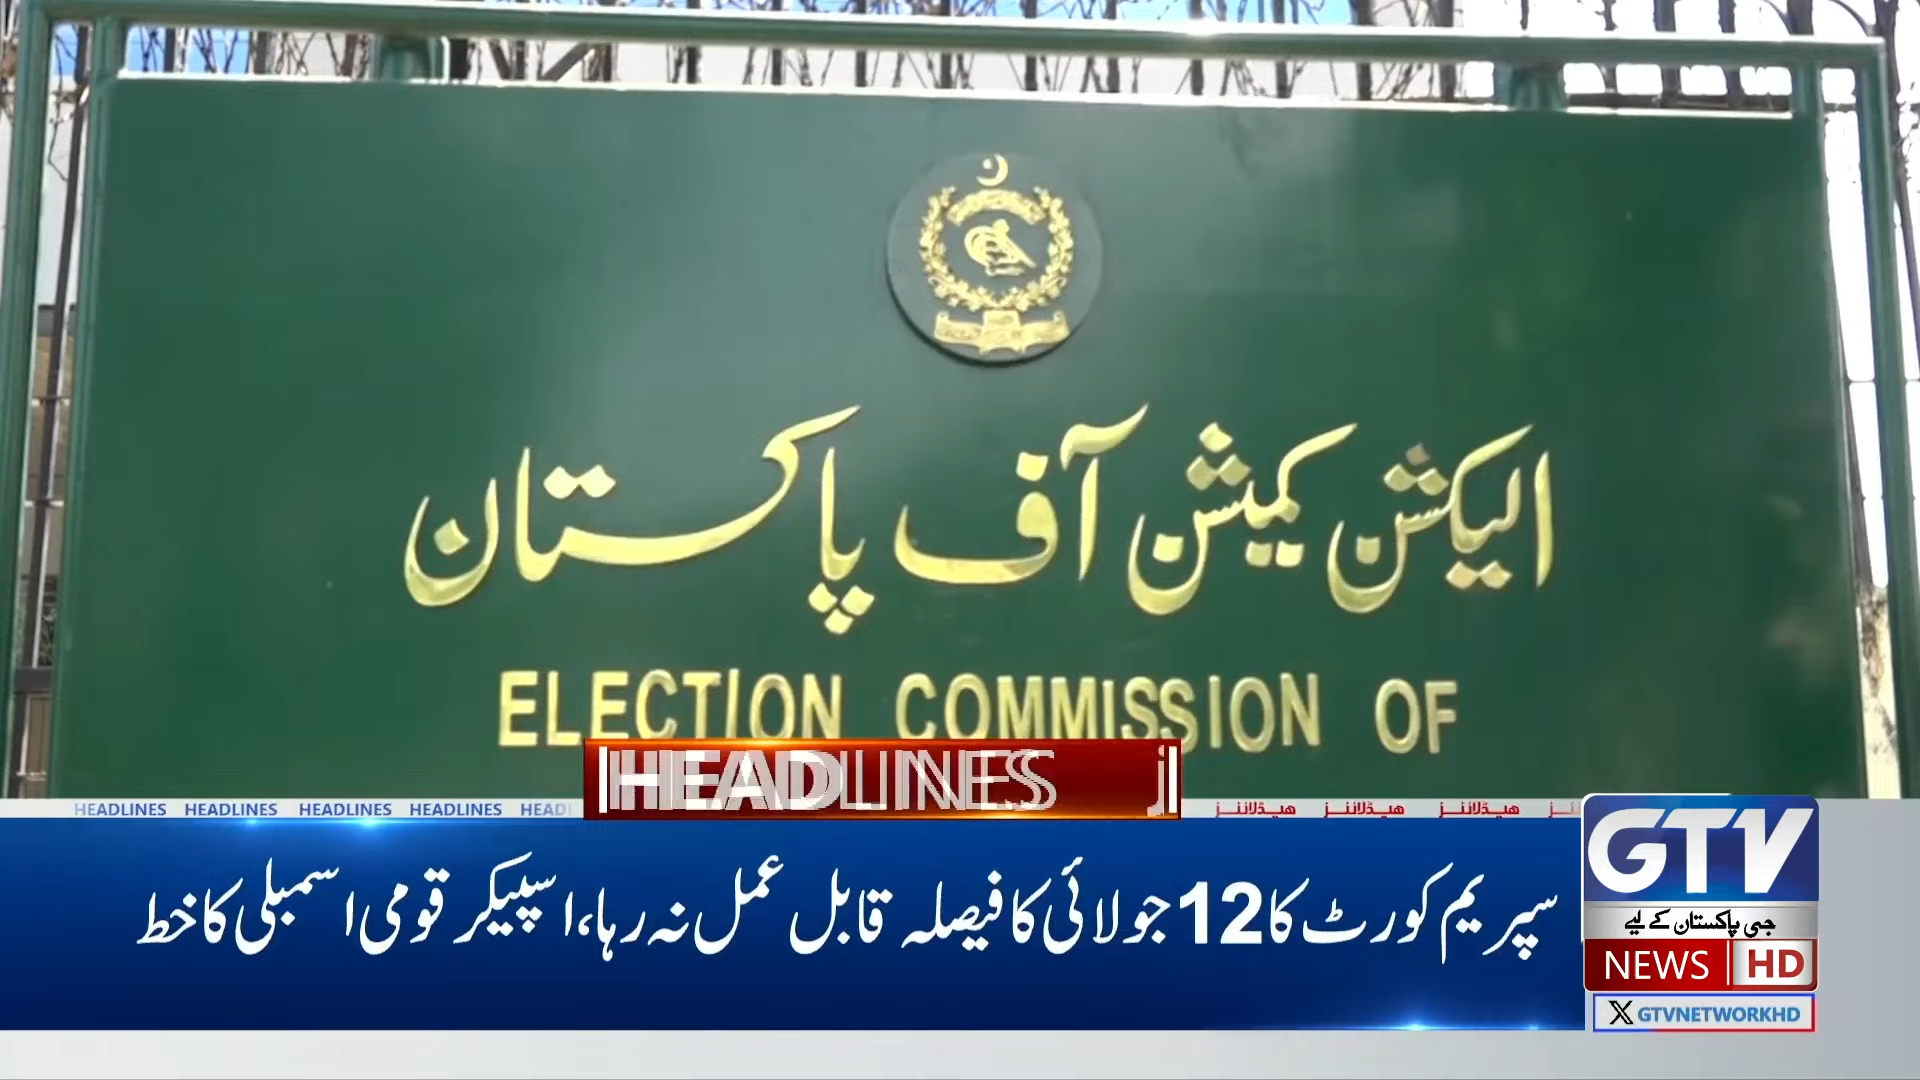 الیکشن کمیشن آف پاکستان
ELECTION COMMISSION OF
HEADLINES
HEADLINES HEADLINES HEADLINES HEADLINES HEADL
ہیڈلائنز ہیڈلائنز ہیڈلائنز
سپریم کورٹ کا 12 جولائی کا فیصلہ قابل عمل نہ رہا، اسپیکر قومی اسمبلی کا خط
GTV
جی پاکستان کے لیے
NEWS HD
X GTVNETWORKHD